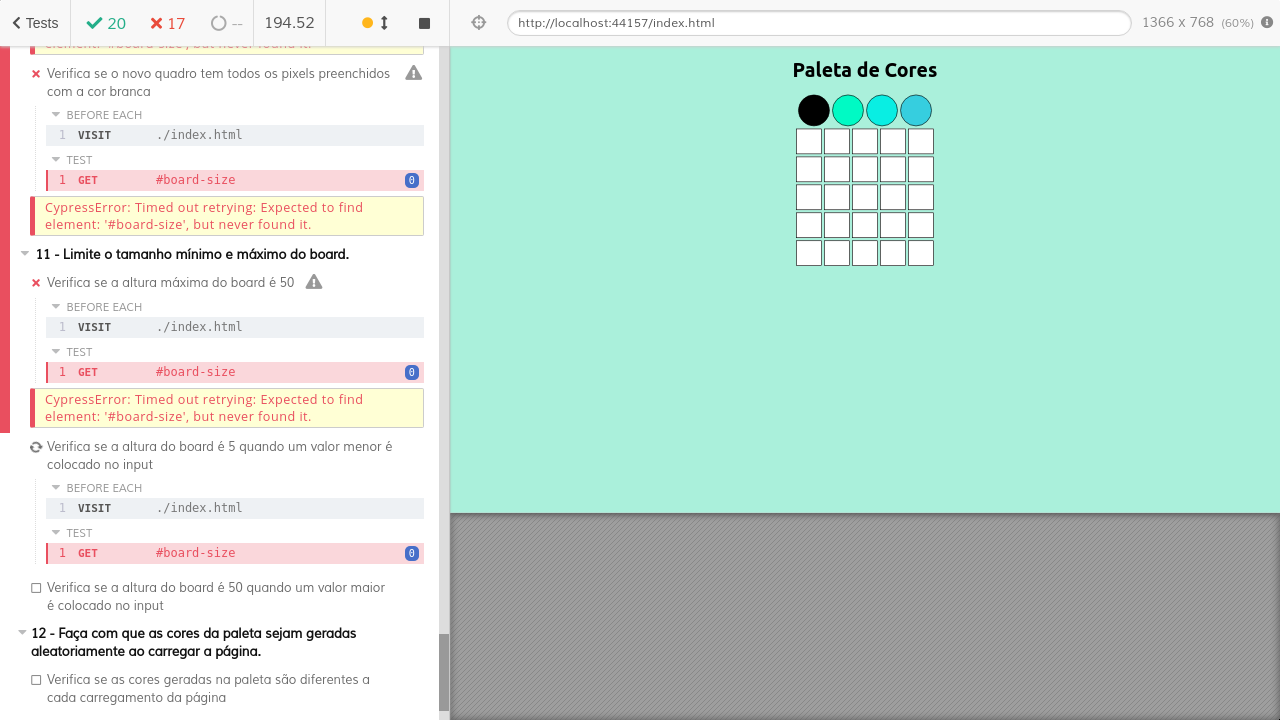 Tests
20
17
--
194.52
http://localhost:44157/index.html
1366 x 768 (60%)
element: '#board-size', but never found it.
Verifica se o novo quadro tem todos os pixels preenchidos
com a cor branca
BEFORE EACH
1 VISIT ./index.html
TEST
1 GET #board-size 0
CypressError: Timed out retrying: Expected to find
element: '#board-size', but never found it.
11 - Limite o tamanho mínimo e máximo do board.
Verifica se a altura máxima do board é 50
BEFORE EACH
1 VISIT ./index.html
TEST
1 GET #board-size 0
CypressError: Timed out retrying: Expected to find
element: '#board-size', but never found it.
Verifica se a altura do board é 5 quando um valor menor é
colocado no input
BEFORE EACH
1 VISIT ./index.html
TEST
1 GET #board-size 0
Verifica se a altura do board é 50 quando um valor maior
é colocado no input
12 - Faça com que as cores da paleta sejam geradas
aleatoriamente ao carregar a página.
Verifica se as cores geradas na paleta são diferentes a
cada carregamento da página
Paleta de Cores